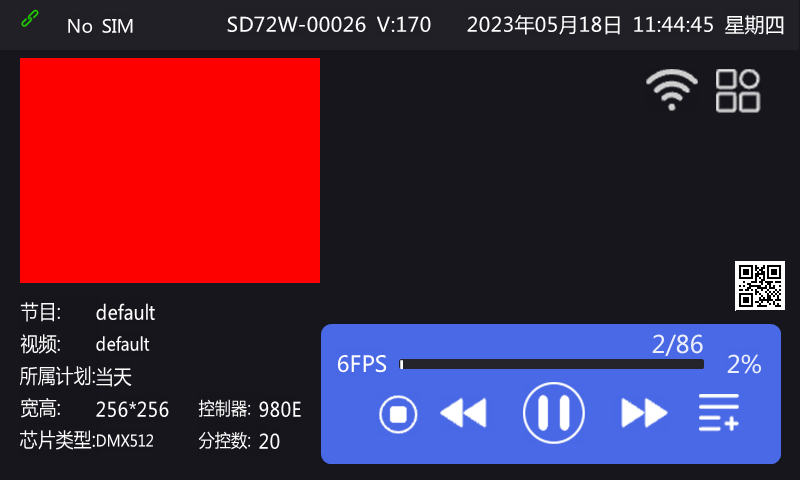 No SIM SD72W-00026 V:170 2023年05月18日 11:44:45 星期四
节目: default
视频: default
所属计划:当天
宽高: 256*256 控制器: 980E
芯片类型:DMX512 分控数: 20
2/86
6FPS 2%